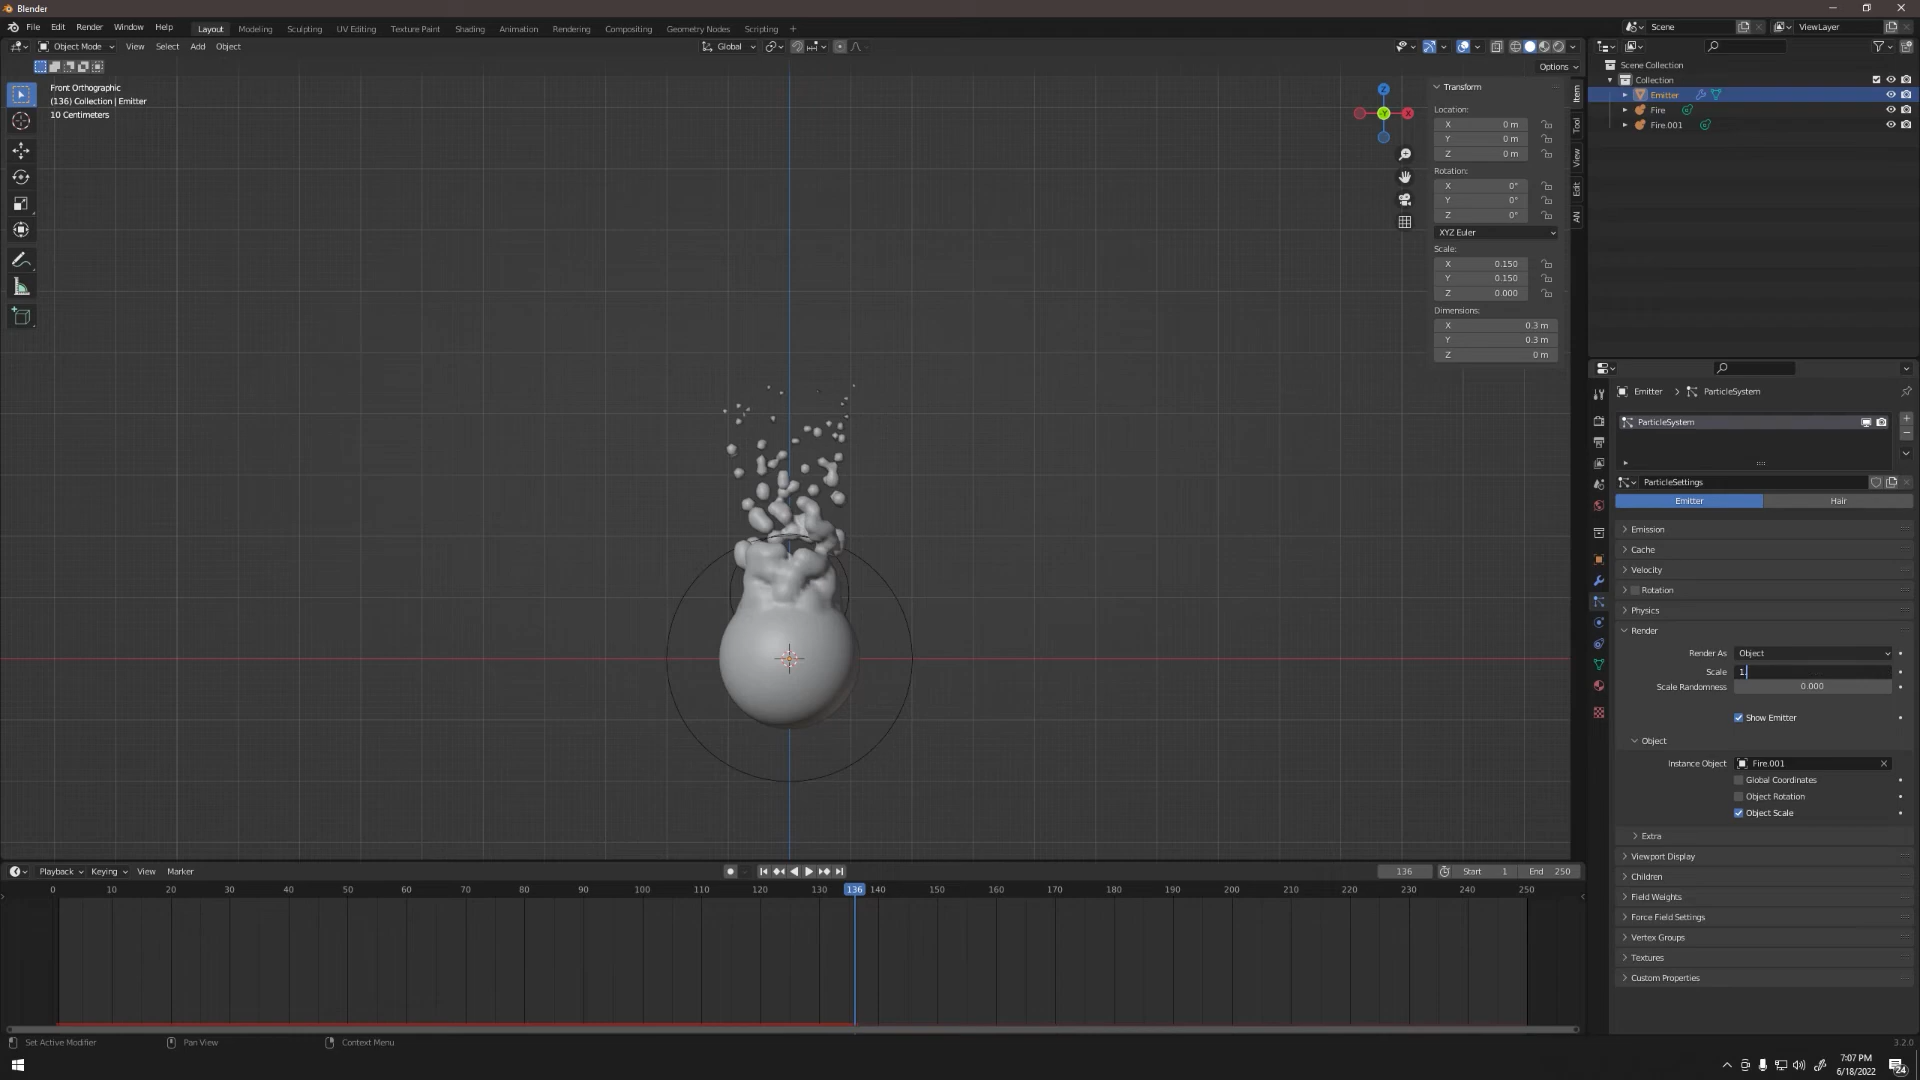 Blender
File Edit Render Window Help Layout Modeling Sculpting UV Editing Texture Paint Shading Animation Rendering Compositing Geometry Nodes Scripting + Scene ViewLayer
Object Mode View Select Add Object Global
Options
Front Orthographic
(136) Collection | Emitter
10 Centimeters
Z
Y
X
Transform
Location:
X 0 m
Y 0 m
Z 0 m
Rotation:
X 0°
Y 0°
Z 0°
XYZ Euler
Scale:
X 0.150
Y 0.150
Z 0.000
Dimensions:
X 0.3 m
Y 0.3 m
Z 0 m
Item
Tool
View
Edit
AN
Scene Collection
Collection
Emitter
Fire
Fire.001
Emitter > ParticleSystem
ParticleSystem
ParticleSettings
Emitter Hair
Emission
Cache
Velocity
Rotation
Physics
Render
Render As Object
Scale 1.
Scale Randomness 0.000
Show Emitter
Object
Instance Object Fire.001
Global Coordinates
Object Rotation
Object Scale
Extra
Viewport Display
Children
Field Weights
Force Field Settings
Vertex Groups
Textures
Custom Properties
Playback Keying View Marker 136 Start 1 End 250
0 10 20 30 40 50 60 70 80 90 100 110 120 130 136 140 150 160 170 180 190 200 210 220 230 240 250
Set Active Modifier Pan View Context Menu 3.2.0
7:07 PM
6/18/2022
24